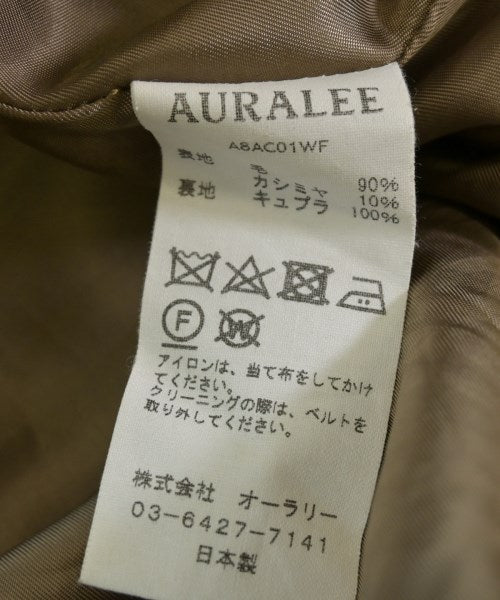 AURALEE
A8AC01WF
表地 毛 90%
カシミヤ 10%
裏地 キュプラ 100%
F W
アイロンは、当て布をしてかけ
てください。
クリーニングの際は、ベルトを
取り外してください。
株式会社 オーラリー
03-6427-7141
日本製